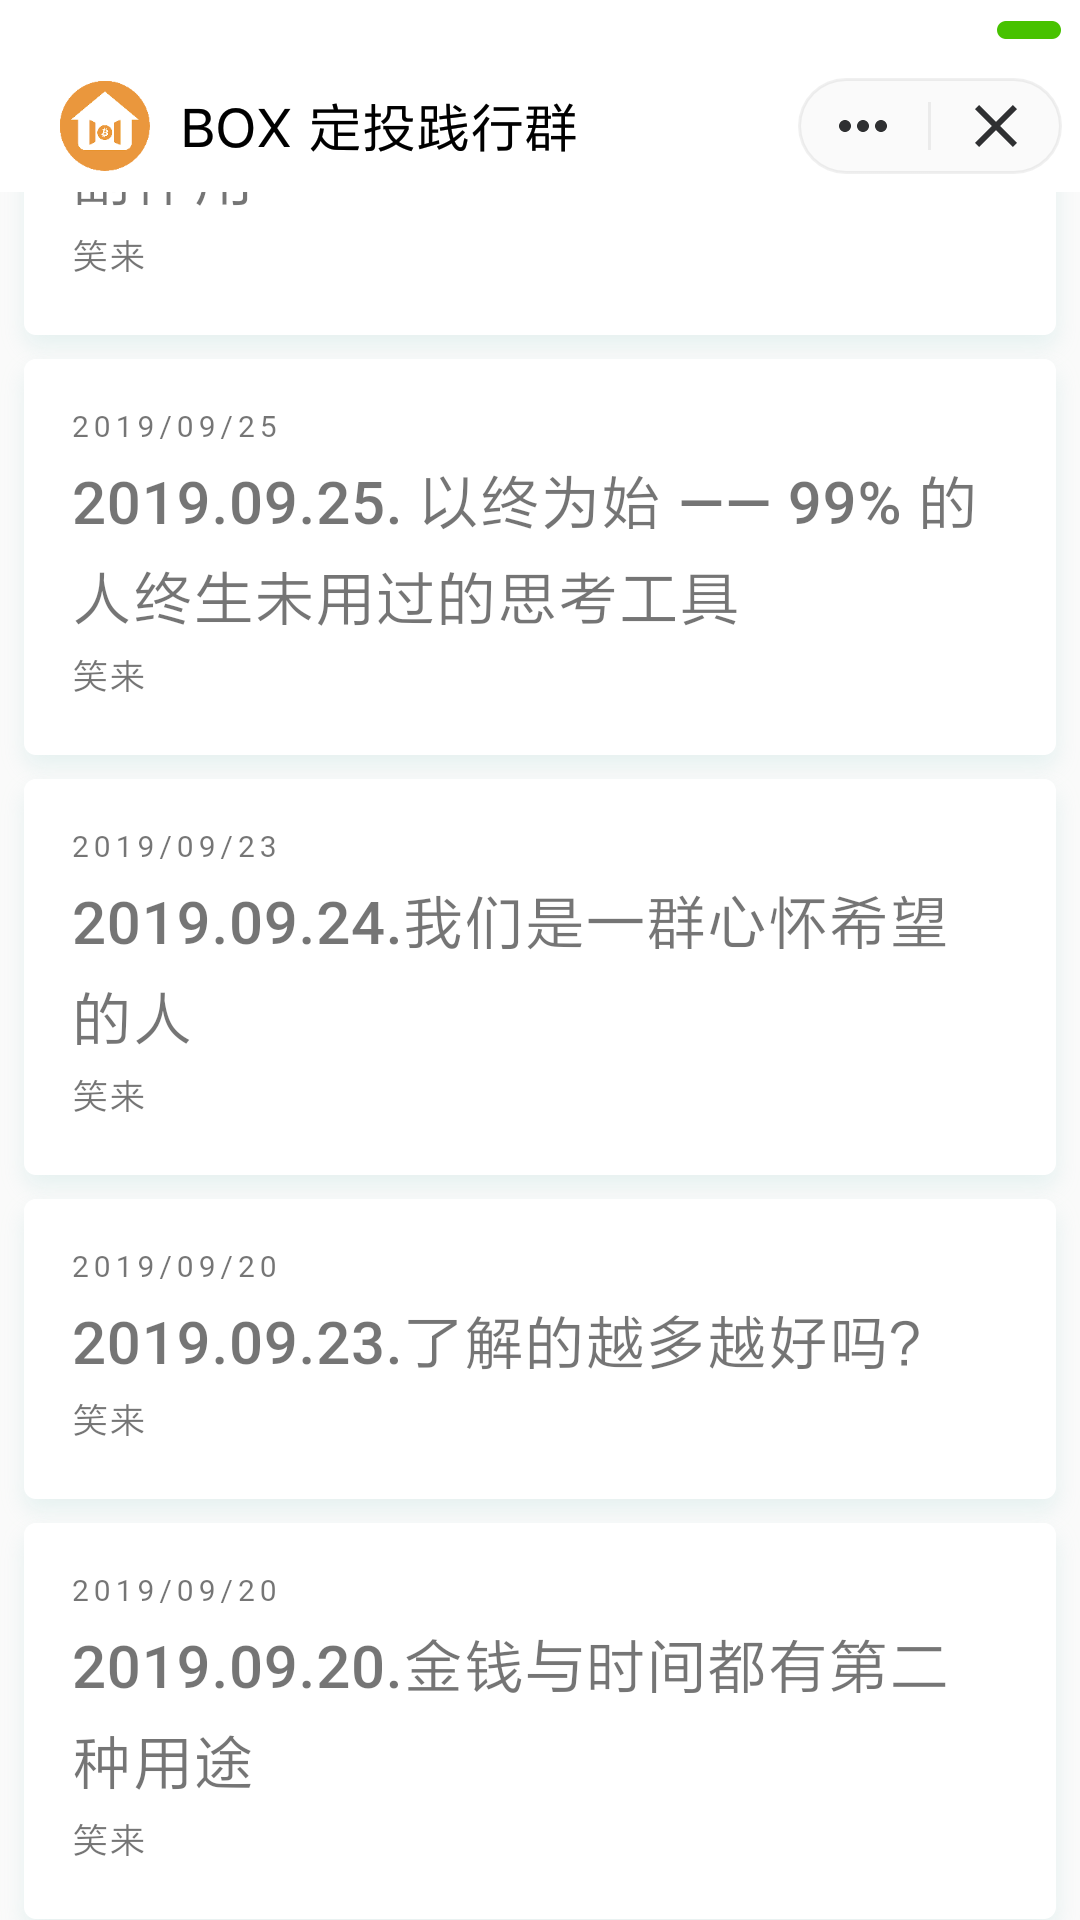 BOX 定投践行群
笑来
2019/09/25
2019.09.25. 以终为始 —— 99% 的
人终生未用过的思考工具
笑来
2019/09/23
2019.09.24.我们是一群心怀希望
的人
笑来
2019/09/20
2019.09.23.了解的越多越好吗?
笑来
2019/09/20
2019.09.20.金钱与时间都有第二
种用途
笑来